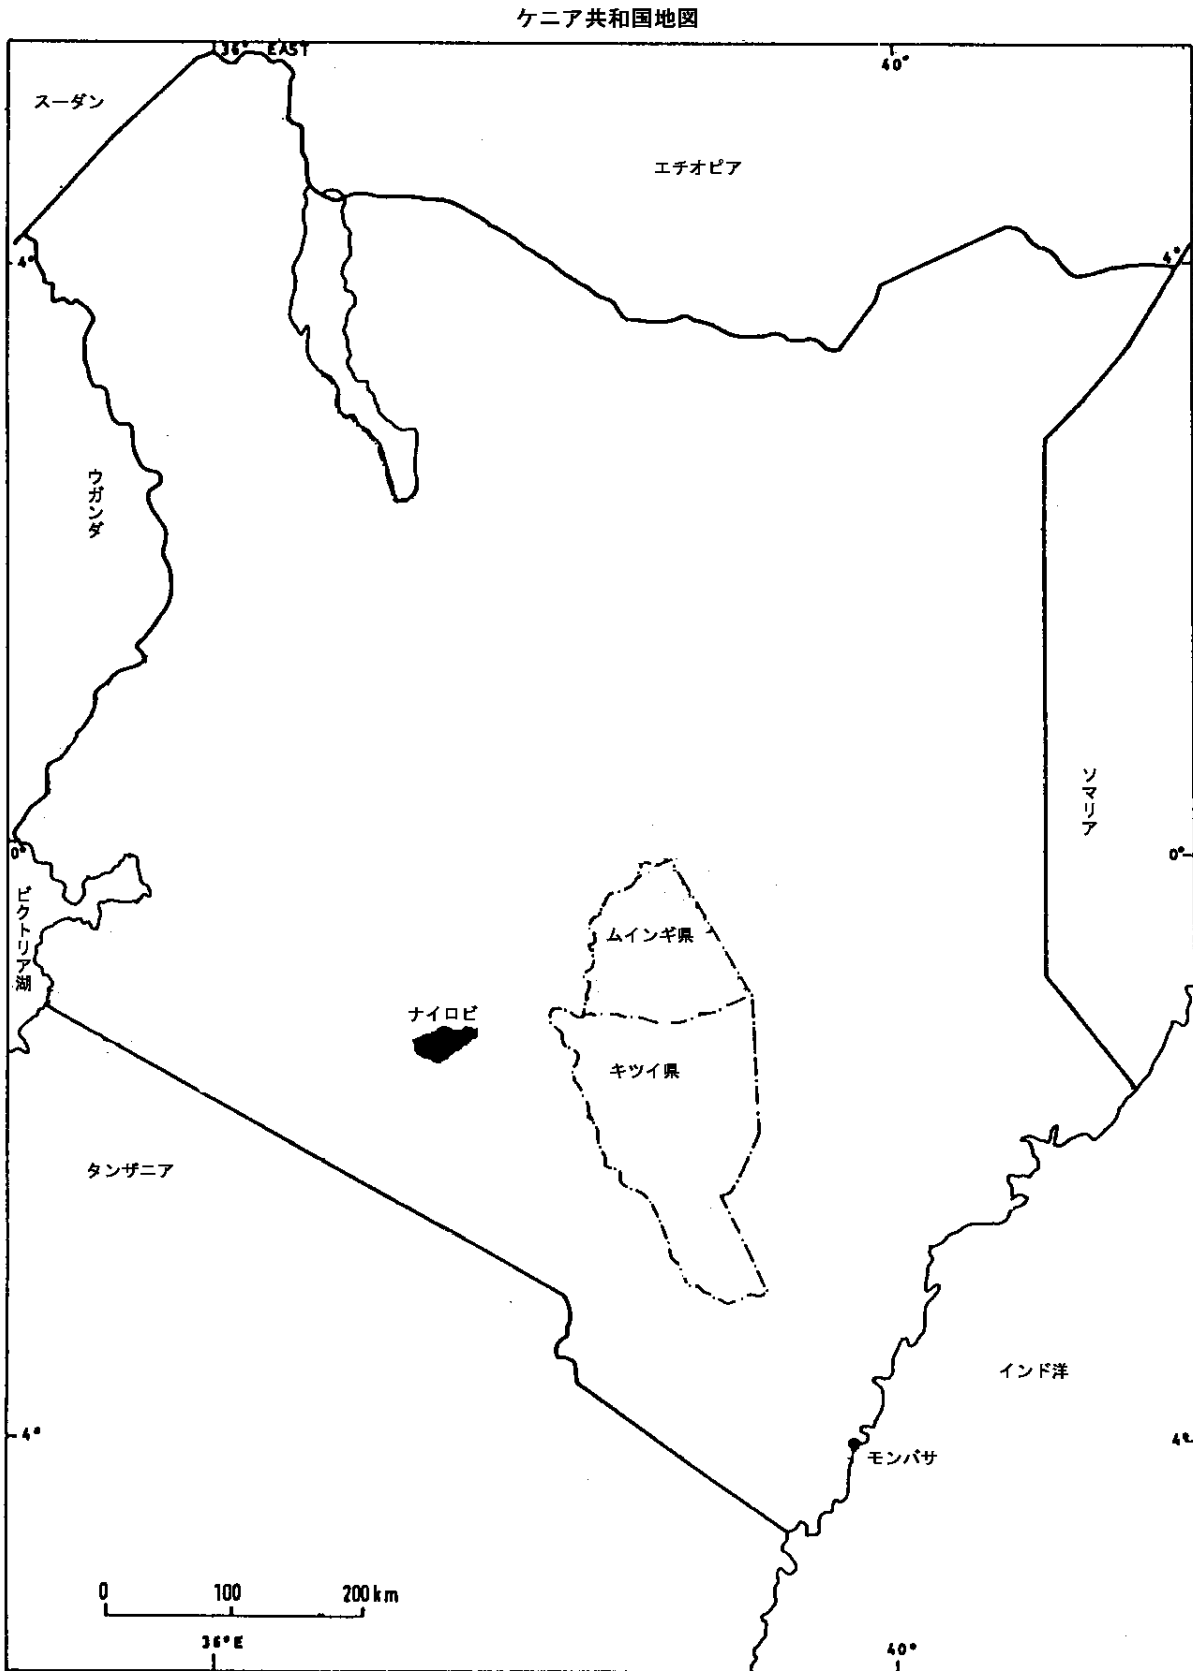 ケニア共和国地図
36° EAST
40°
スーダン
エチオピア
4°
4°
ウガンダ
ソマリア
0°
0°
ビクトリア湖
ムインギ県
ナイロビ
キツイ県
タンザニア
インド洋
4°
4°
モンバサ
0 100 200km
36°E
40°